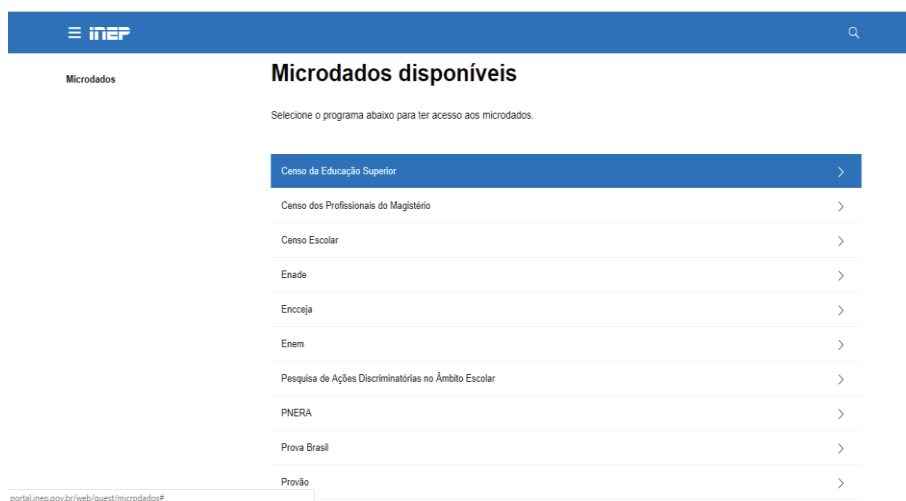 inep
Microdados
Microdados disponíveis
Selecione o programa abaixo para ter acesso aos microdados.
Censo da Educação Superior
Censo dos Profissionais do Magistério
Censo Escolar
Enade
Encceja
Enem
Pesquisa de Ações Discriminatórias no Âmbito Escolar
PNERA
Prova Brasil
Provão
portal.inep.gov.br/web/guest/microdados#